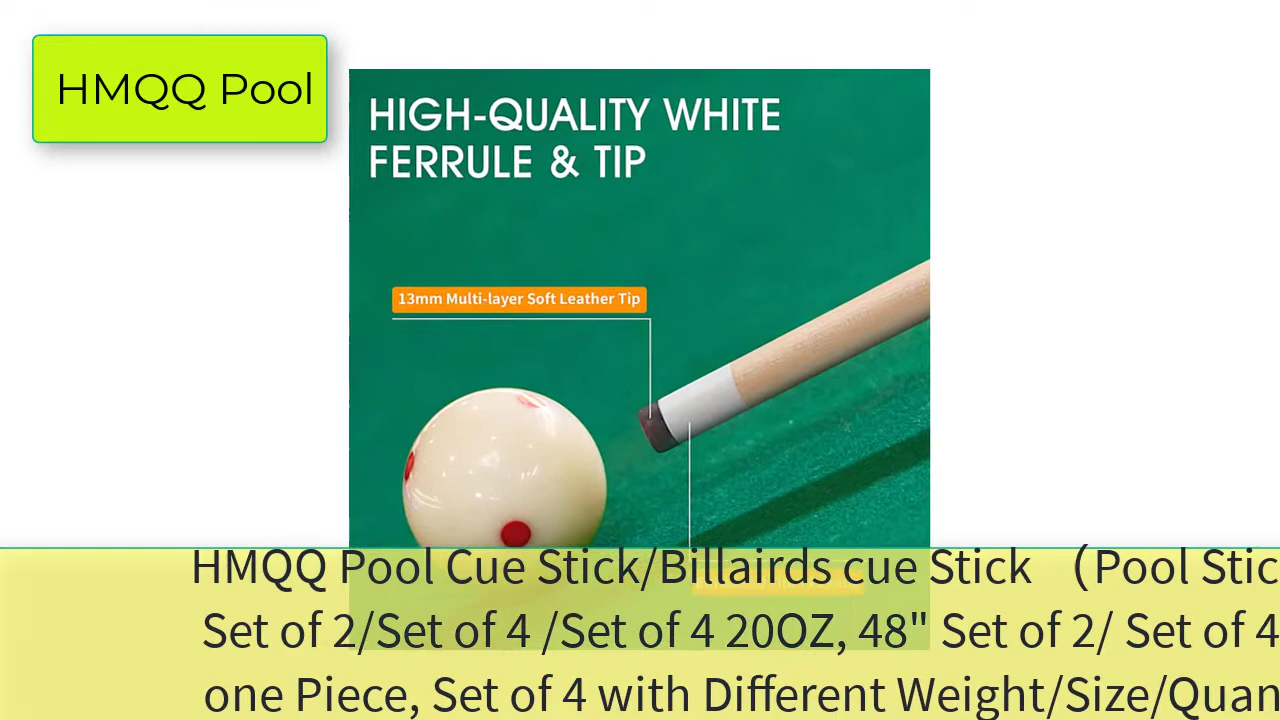 HMQQ Pool
HIGH-QUALITY WHITE
FERRULE & TIP
13mm Multi-layer Soft Leather Tip
HMQQ Pool Cue Stick/Billairds cue Stick （Pool Stic
Set of 2/Set of 4 /Set of 4 20OZ, 48" Set of 2/ Set of 4
one Piece, Set of 4 with Different Weight/Size/Quan